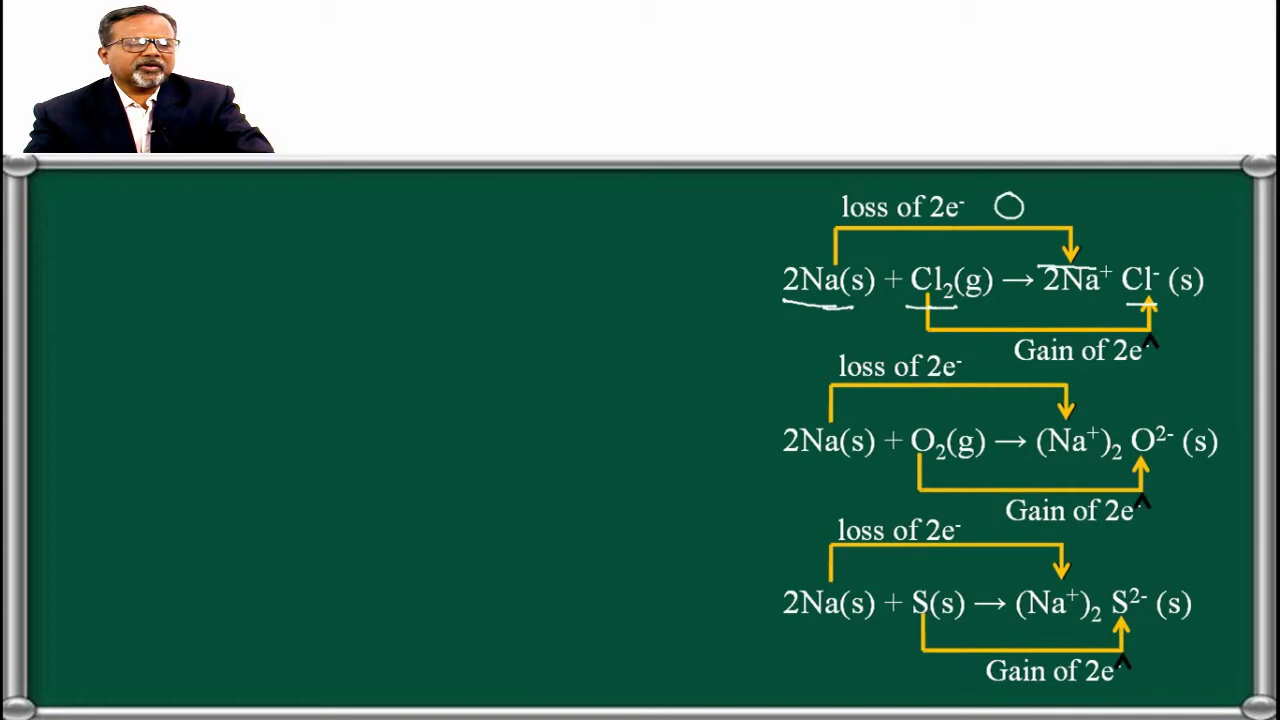 loss of 2e⁻
2Na(s) + Cl₂(g) → 2Na⁺ Cl⁻ (s)
Gain of 2e⁻
loss of 2e⁻
2Na(s) + O₂(g) → (Na⁺)₂ O²⁻ (s)
Gain of 2e⁻
loss of 2e⁻
2Na(s) + S(s) → (Na⁺)₂ S²⁻ (s)
Gain of 2e⁻